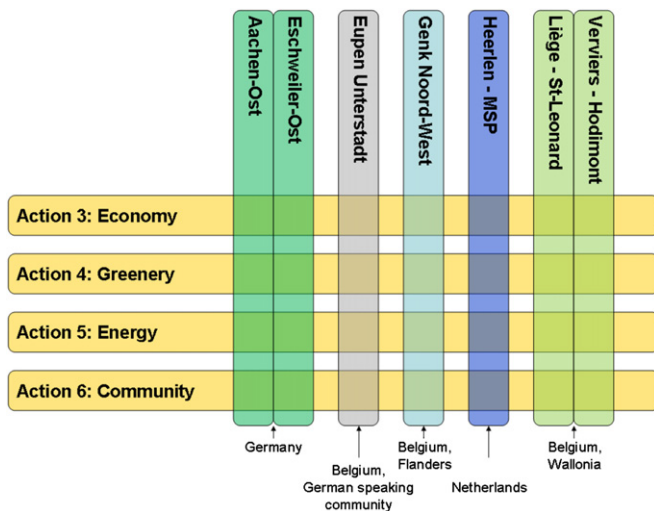 Aachen-Ost
Eschweiler-Ost
Eupen Unterstadt
Genk Noord-West
Heerlen - MSP
Liège - St-Leonard
Verviers - Hodimont
Action 3: Economy
Action 4: Greenery
Action 5: Energy
Action 6: Community
Germany
Belgium,
German speaking
community
Belgium,
Flanders
Netherlands
Belgium,
Wallonia